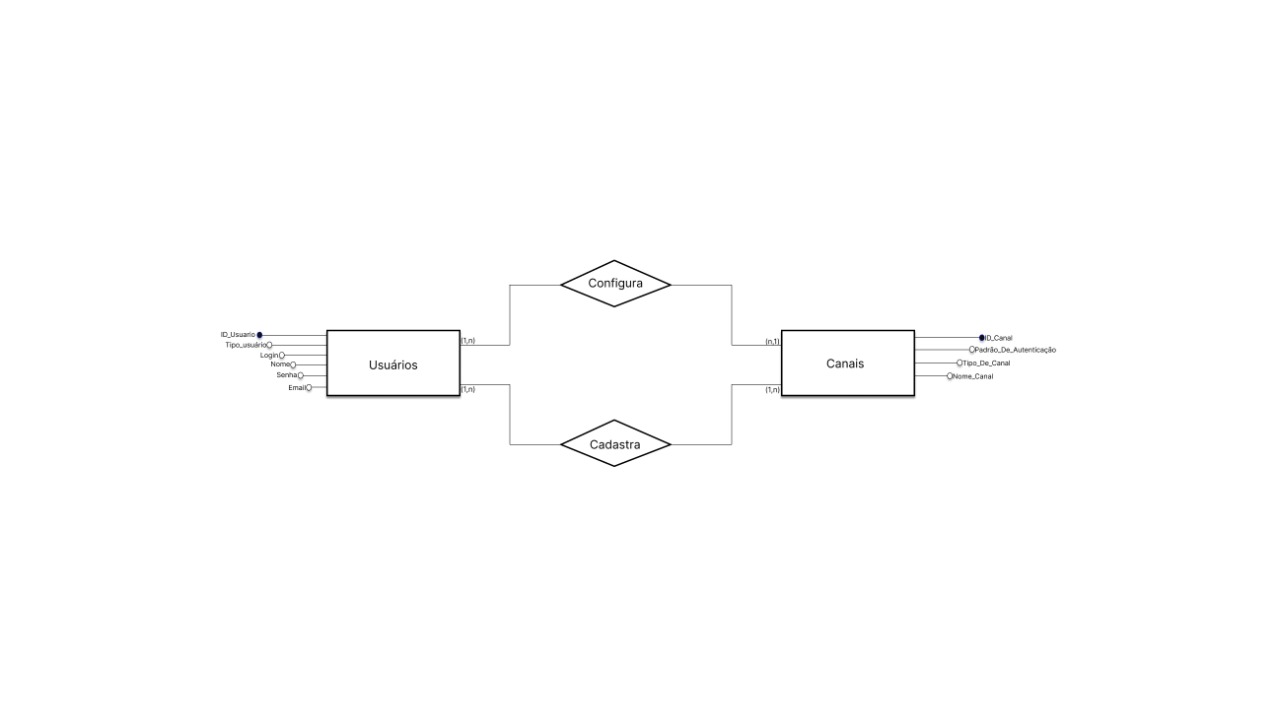 Configura
ID_Usuario
Tipo_usuário
Login
Nome
Senha
Email
Usuários
(1,n)
(1,n)
(n,1)
(1,n)
Canais
ID_Canal
Padrão_De_Autenticação
Tipo_De_Canal
Nome_Canal
Cadastra